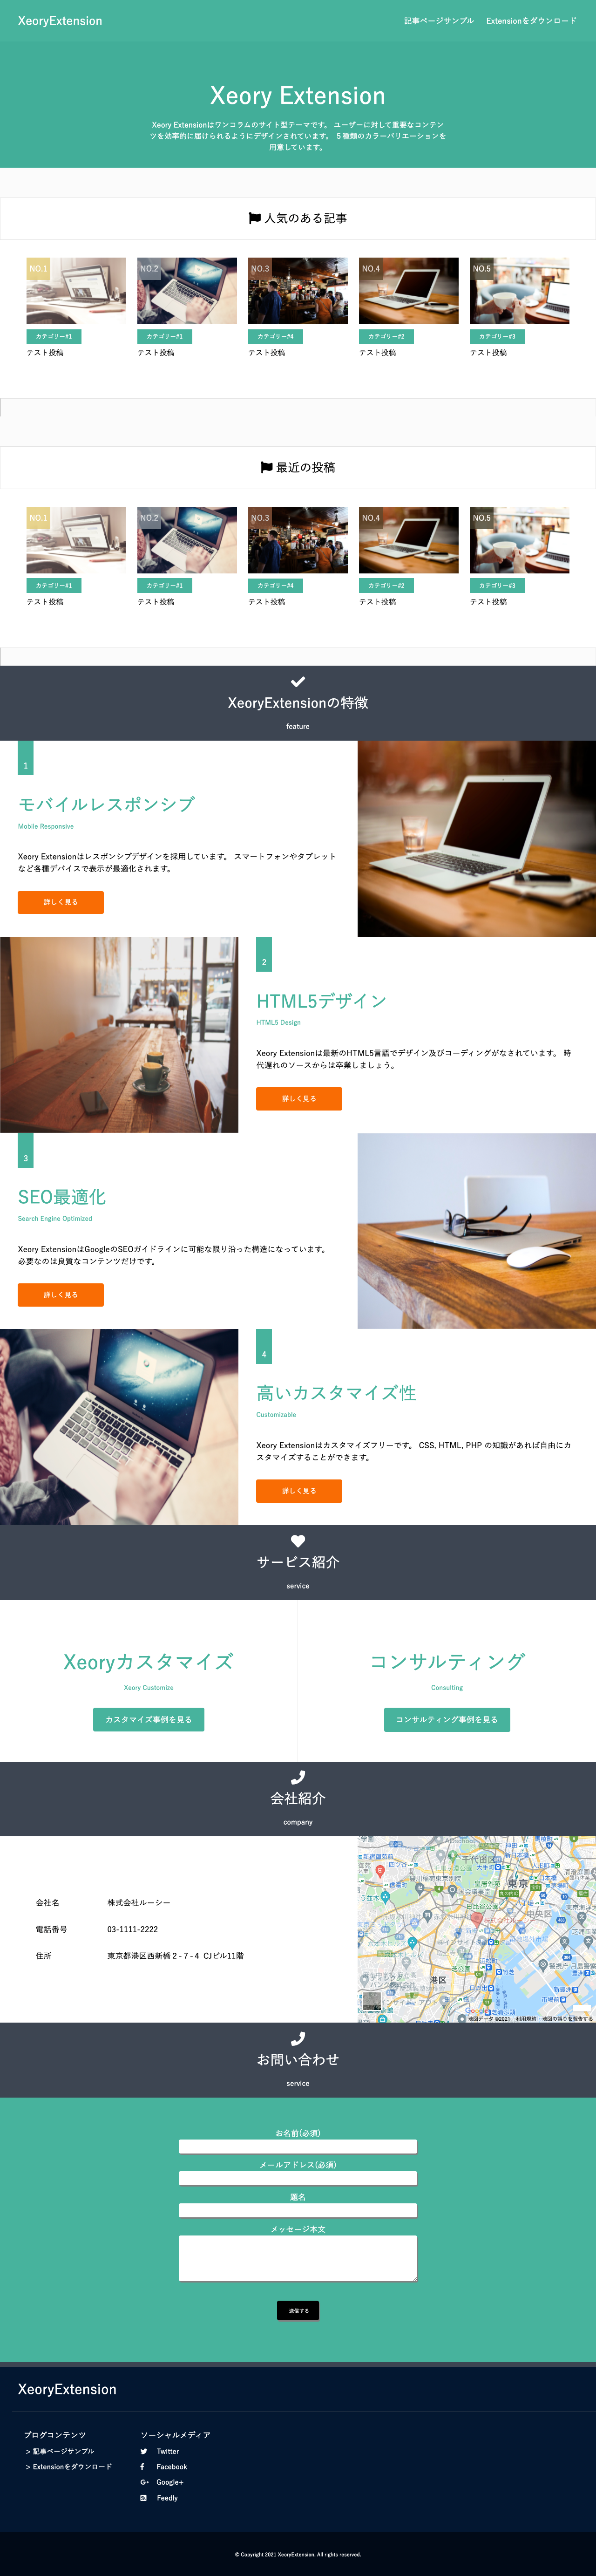 XeoryExtension
記事ページサンプル Extensionをダウンロード
Xeory Extension
Xeory Extensionはワンコラムのサイト型テーマです。 ユーザーに対して重要なコンテン
ツを効率的に届けられるようにデザインされています。 5種類のカラーバリエーションを
用意しています。
人気のある記事
NO.1 NO.2 NO.3 NO.4 NO.5
カテゴリー#1 カテゴリー#1 カテゴリー#4 カテゴリー#2 カテゴリー#3
テスト投稿 テスト投稿 テスト投稿 テスト投稿 テスト投稿
最近の投稿
NO.1 NO.2 NO.3 NO.4 NO.5
カテゴリー#1 カテゴリー#1 カテゴリー#4 カテゴリー#2 カテゴリー#3
テスト投稿 テスト投稿 テスト投稿 テスト投稿 テスト投稿
XeoryExtensionの特徴
feature
1
モバイルレスポンシブ
Mobile Responsive
Xeory Extensionはレスポンシブデザインを採用しています。 スマートフォンやタブレット
など各種デバイスで表示が最適化されます。
詳しく見る
2
HTML5デザイン
HTML5 Design
Xeory Extensionは最新のHTML5言語でデザイン及びコーディングがなされています。 時
代遅れのソースからは卒業しましょう。
詳しく見る
3
SEO最適化
Search Engine Optimized
Xeory ExtensionはGoogleのSEOガイドラインに可能な限り沿った構造になっています。
必要なのは良質なコンテンツだけです。
詳しく見る
4
高いカスタマイズ性
Customizable
Xeory Extensionはカスタマイズフリーです。 CSS, HTML, PHP の知識があれば自由にカ
スタマイズすることができます。
詳しく見る
サービス紹介
service
Xeoryカスタマイズ
Xeory Customize
カスタマイズ事例を見る
コンサルティング
Consulting
コンサルティング事例を見る
会社紹介
company
会社名 株式会社ルーシー
電話番号 03-1111-2222
住所 東京都港区西新橋２-７-４ CJビル11階
千代田区
東京
中央区
港区
地図データ ©2021 利用規約 地図の誤りを報告する
お問い合わせ
service
お名前(必須)
メールアドレス(必須)
題名
メッセージ本文
送信する
XeoryExtension
ブログコンテンツ
> 記事ページサンプル
> Extensionをダウンロード
ソーシャルメディア
Twitter
Facebook
Google+
Feedly
© Copyright 2021 XeoryExtension. All rights reserved.